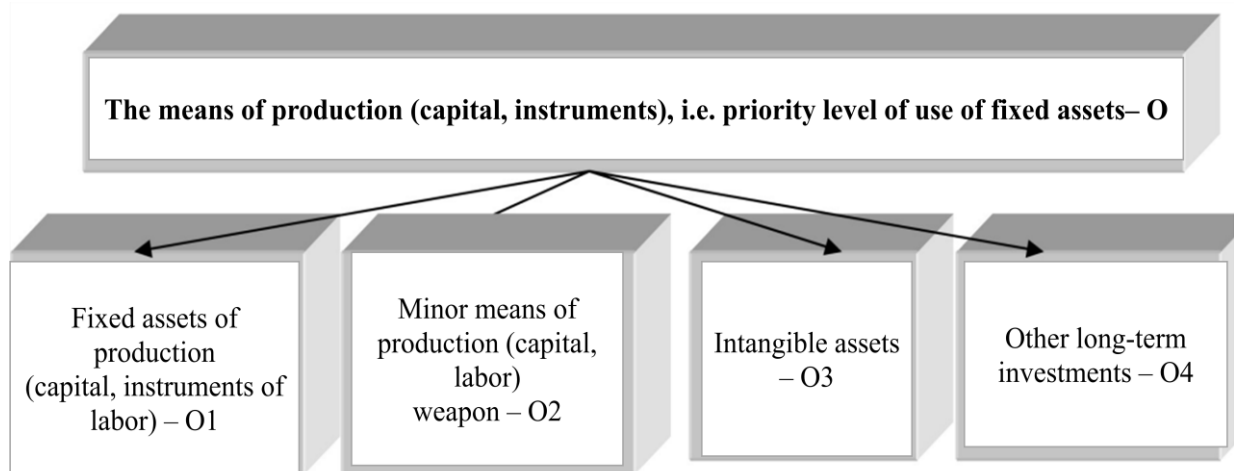 The means of production (capital, instruments), i.e. priority level of use of fixed assets– O
Fixed assets of
production
(capital, instruments of
labor) – O1
Minor means of
production (capital,
labor)
weapon – O2
Intangible assets
– O3
Other long-term
investments – O4